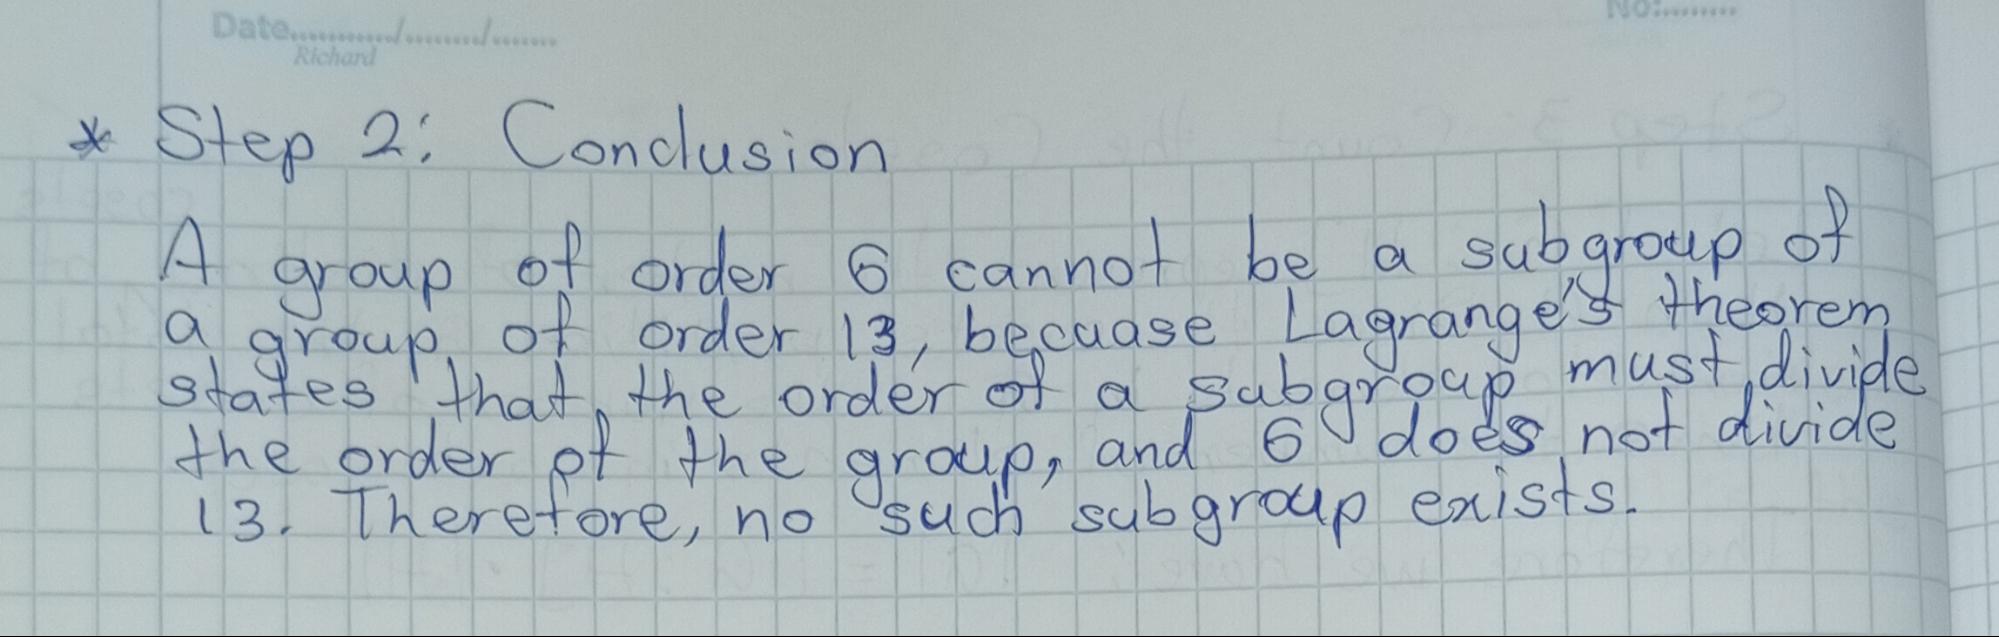 Date.........../........./.......
No:.........
Richard
* Step 2: Conclusion
A group of order 6 cannot be a subgroup of
a group of order 13, becuase Lagrange's theorem
states that the order of a subgroup must divide
the order of the group, and 6 does not divide
13. Therefore, no such subgroup exists.